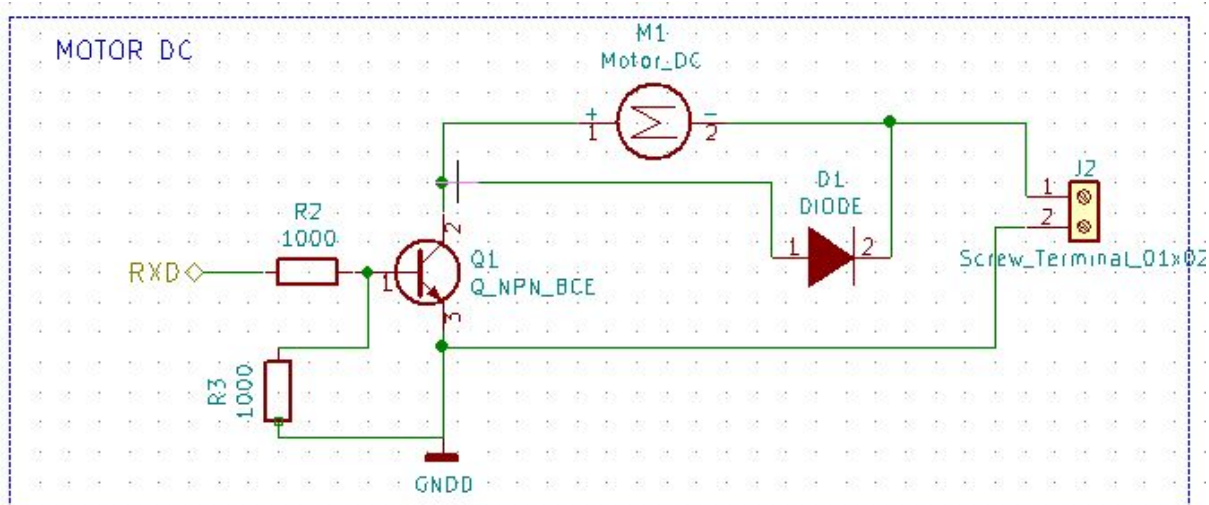 MOTOR DC
M1
Motor_DC
+
1
-
2
J2
1
2
Screw_Terminal_01x02
D1
DIODE
1
2
R2
1000
RXD
2
1
3
Q1
Q_NPN_BCE
R3
1000
GNDD